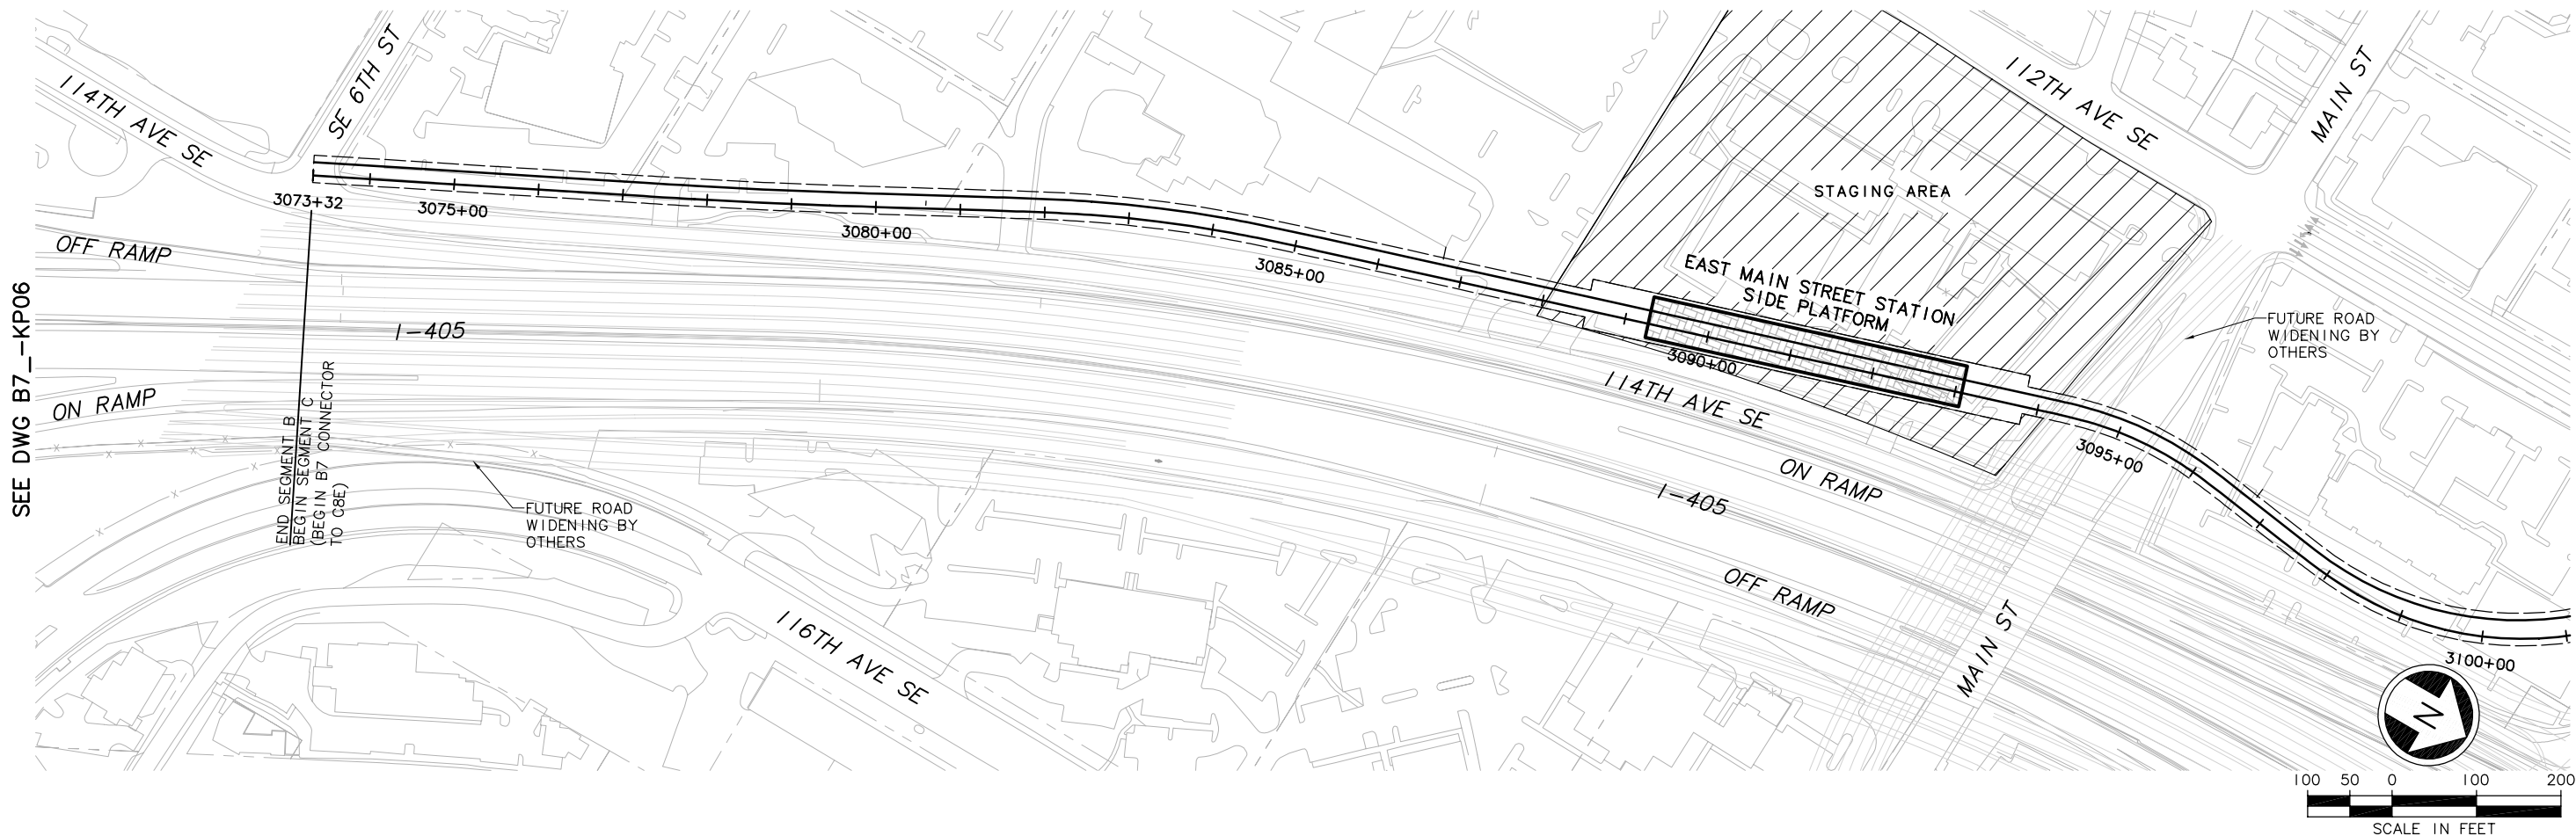 SEE DWG B7_-KP06
114TH AVE SE
SE 6TH ST
3073+32
3075+00
OFF RAMP
I-405
ON RAMP
END SEGMENT B
BEGIN SEGMENT C
(BEGIN B7 CONNECTOR
TO C8E)
FUTURE ROAD
WIDENING BY
OTHERS
3080+00
116TH AVE SE
3085+00
STAGING AREA
EAST MAIN STREET STATION
SIDE PLATFORM
3090+00
114TH AVE SE
ON RAMP
I-405
OFF RAMP
MAIN ST
112TH AVE SE
MAIN ST
FUTURE ROAD
WIDENING BY
OTHERS
3095+00
3100+00
N
100 50 0 100 200
SCALE IN FEET